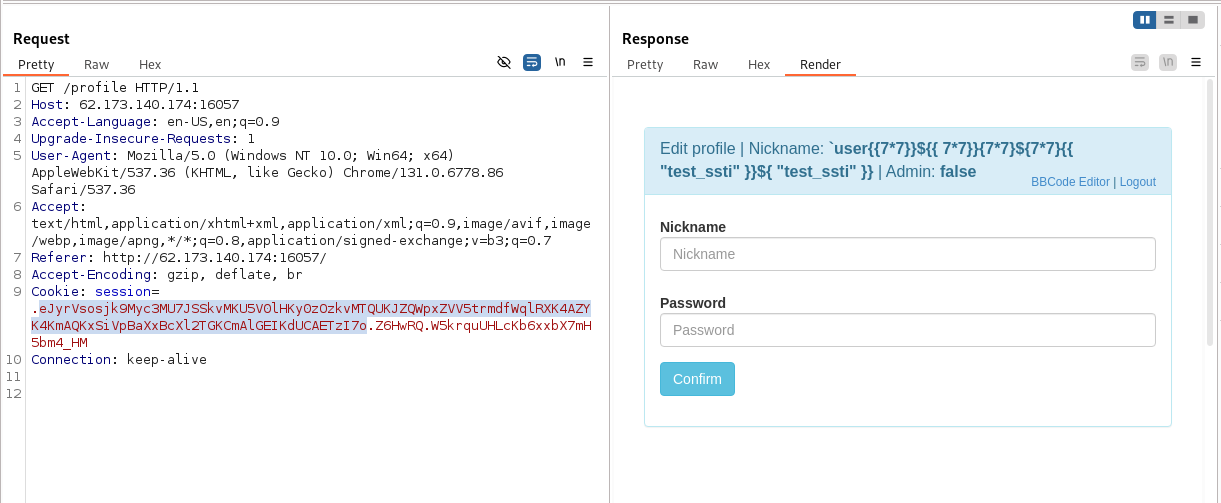 Request
Pretty Raw Hex \n
1 GET /profile HTTP/1.1
2 Host: 62.173.140.174:16057
3 Accept-Language: en-US,en;q=0.9
4 Upgrade-Insecure-Requests: 1
5 User-Agent: Mozilla/5.0 (Windows NT 10.0; Win64; x64)
AppleWebKit/537.36 (KHTML, like Gecko) Chrome/131.0.6778.86
Safari/537.36
6 Accept:
text/html,application/xhtml+xml,application/xml;q=0.9,image/avif,image
/webp,image/apng,*/*;q=0.8,application/signed-exchange;v=b3;q=0.7
7 Referer: http://62.173.140.174:16057/
8 Accept-Encoding: gzip, deflate, br
9 Cookie: session=
.eJyrVsosjk9Myc3MU7JSSkvMKU5V0lHKyOzOzkvMTQUKJZQWpxZVV5trmdfWqlRXK4AZY
K4KmAQKxSiVpBaXxBcXl2TGKCmAlGEIKdUCAETzI7o.Z6HwRQ.W5krquUHLcKb6xxbX7mH
5bm4_HM
10 Connection: keep-alive
11
12
Response
Pretty Raw Hex Render \n
Edit profile | Nickname: `user{{7*7}}${{ 7*7}}{7*7}${7*7}{{
"test_ssti" }}${ "test_ssti" }} | Admin: false
BBCode Editor | Logout
Nickname
Nickname
Password
Password
Confirm